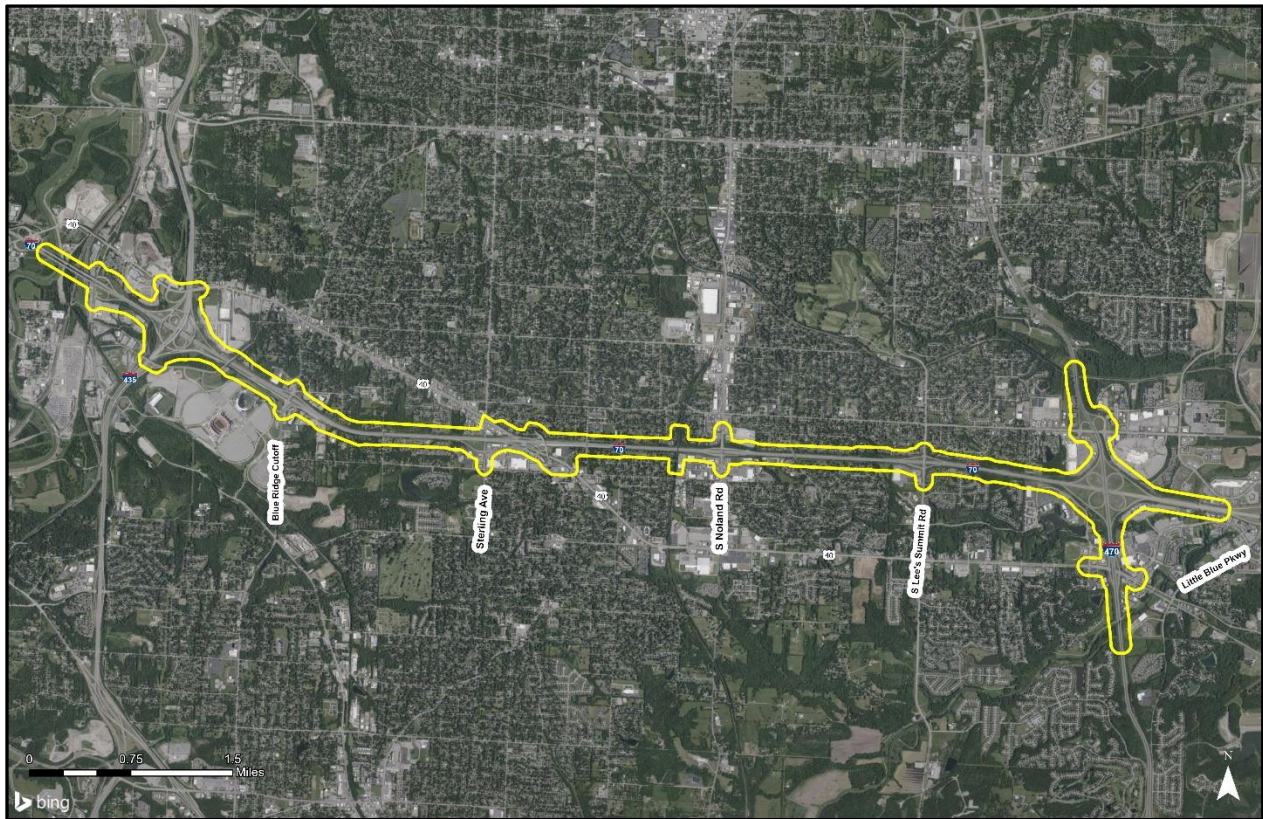 40
70
435
40
Blue Ridge Cutoff
Sterling Ave
70
40
S Noland Rd
40
S Lee's Summit Rd
70
470
Little Blue Pkwy
0 0.75 1.5
Miles
bing
N